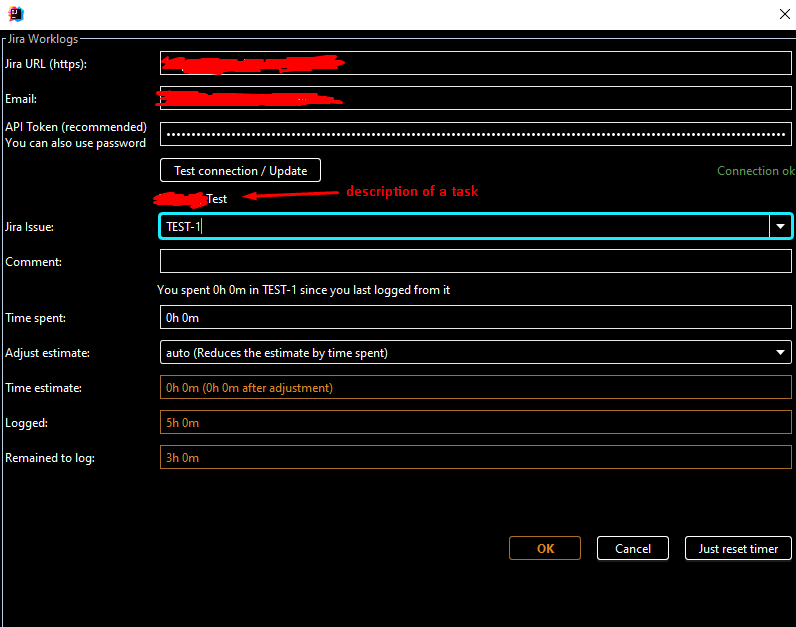 Jira Worklogs
Jira URL (https):
Email:
API Token (recommended)
You can also use password
Test connection / Update
Connection ok
Test
description of a task
Jira Issue:
TEST-1
Comment:
You spent 0h 0m in TEST-1 since you last logged from it
Time spent:
0h 0m
Adjust estimate:
auto (Reduces the estimate by time spent)
Time estimate:
0h 0m (0h 0m after adjustment)
Logged:
5h 0m
Remained to log:
3h 0m
OK
Cancel
Just reset timer